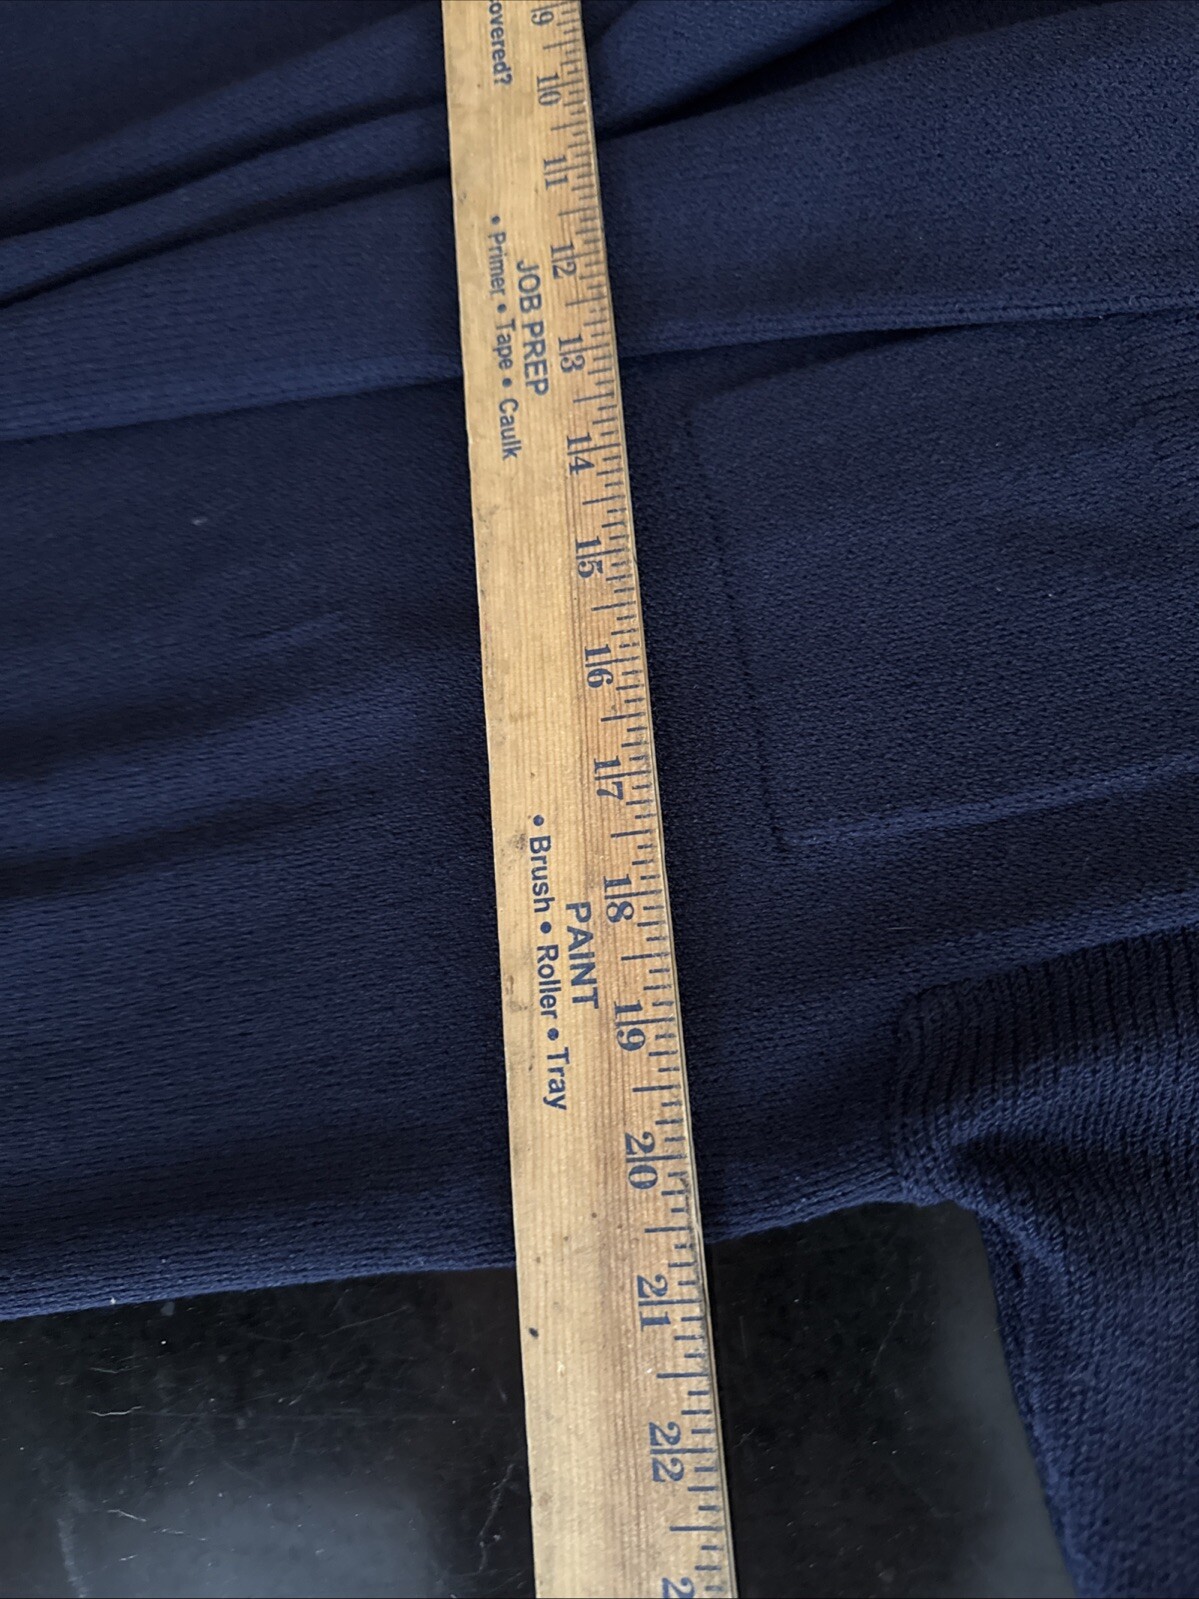 overed?
JOB PREP
• Primer • Tape • Caulk
PAINT
• Brush • Roller • Tray
9 10 11 12 13 14 15 16 17 18 19 20 21 22 2